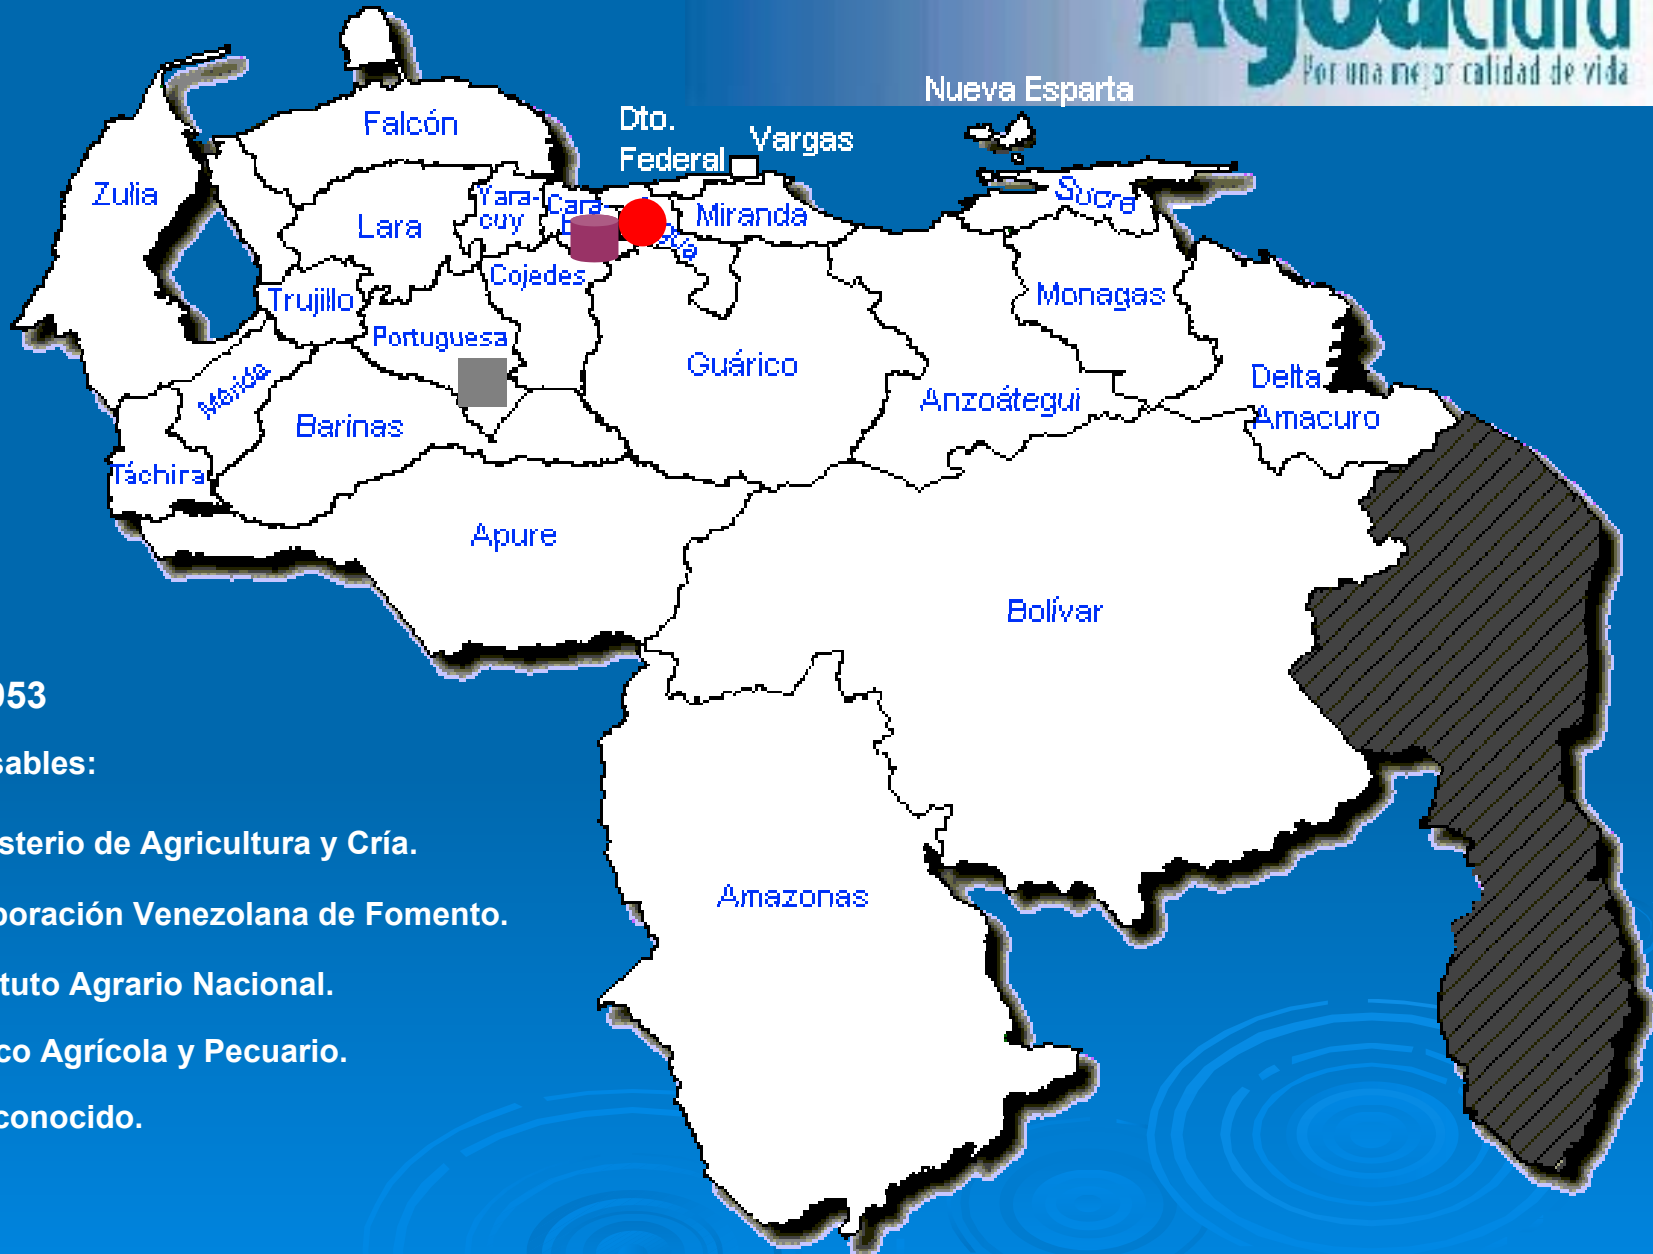 Por una mejor calidad de vida
Nueva Esparta
Dto.
Federal
Vargas
Falcón
Zulia
Lara
Yara-
cuy
Cara-
Miranda
Sucre
Cojedes
Trujillo
Portuguesa
Monagas
Guárico
Mérida
Barinas
Anzoátegui
Delta
Amacuro
Táchira
Apure
Bolívar
Amazonas
953
sables:
sterio de Agricultura y Cría.
poración Venezolana de Fomento.
tuto Agrario Nacional.
co Agrícola y Pecuario.
conocido.